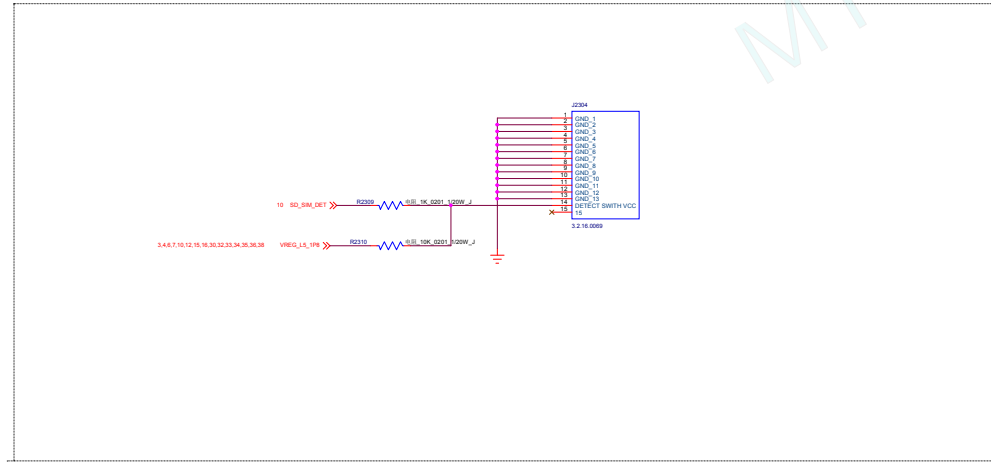 MY
J2304
1 GND_1
2 GND_2
3 GND_3
4 GND_4
5 GND_5
6 GND_6
7 GND_7
8 GND_8
9 GND_9
10 GND_10
11 GND_11
12 GND_12
13 GND_13
10 SD_SIM_DET R2309 电阻_1K_0201_1/20W_J 14 DETECT SWITH VCC
15 15
3.2.16.0069
3,4,6,7,10,12,15,16,30,32,33,34,35,36,38 VREG_L5_1P8 R2310 电阻_10K_0201_1/20W_J